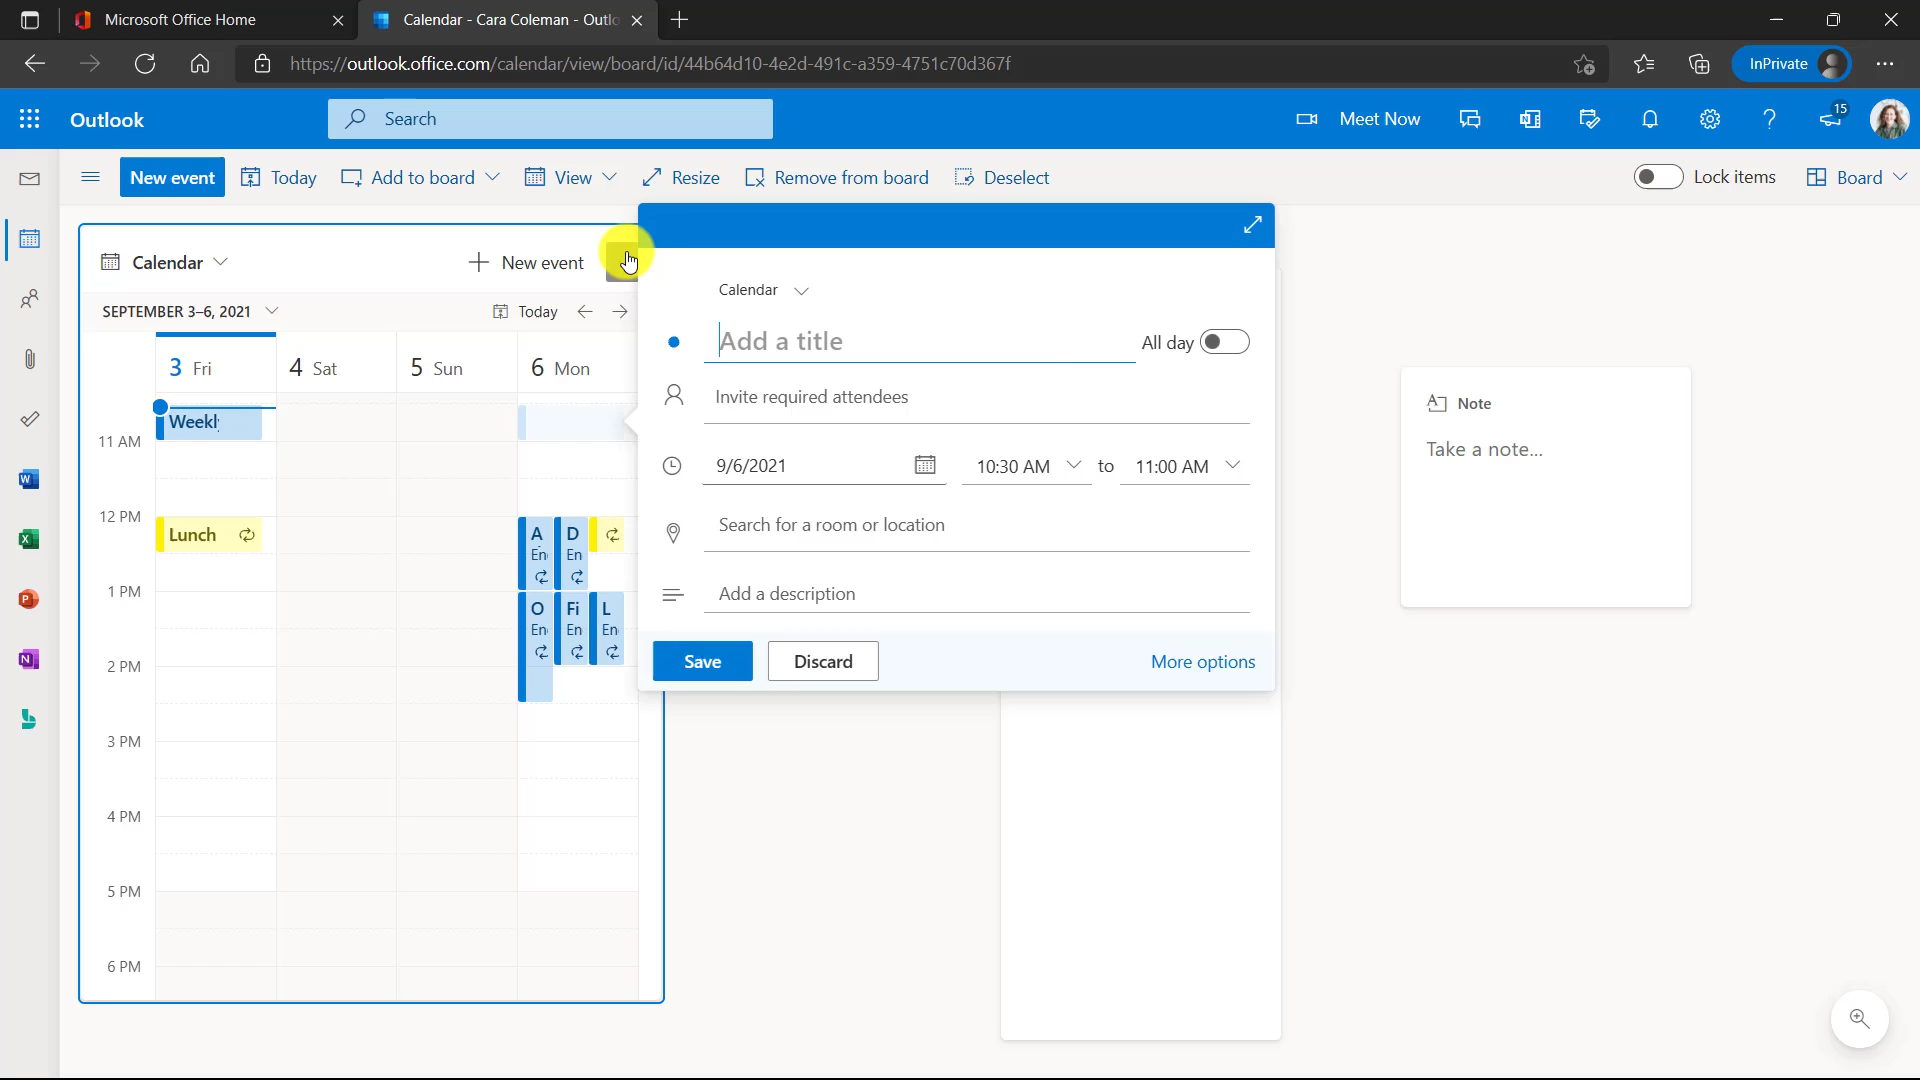 Microsoft Office Home
Calendar - Cara Coleman - Outlo
https://outlook.office.com/calendar/view/board/id/44b64d10-4e2d-491c-a359-4751c70d367f
InPrivate
Outlook
Search
Meet Now
15
New event
Today
Add to board
View
Resize
Remove from board
Deselect
Lock items
Board
Calendar
New event
SEPTEMBER 3–6, 2021
Today
3 Fri
4 Sat
5 Sun
6 Mon
Weekly
11 AM
12 PM
Lunch
1 PM
2 PM
3 PM
4 PM
5 PM
6 PM
A
En
D
En
O
En
Fi
En
L
En
Calendar
Add a title
All day
Invite required attendees
9/6/2021
10:30 AM
to
11:00 AM
Search for a room or location
Add a description
Save
Discard
More options
Note
Take a note...